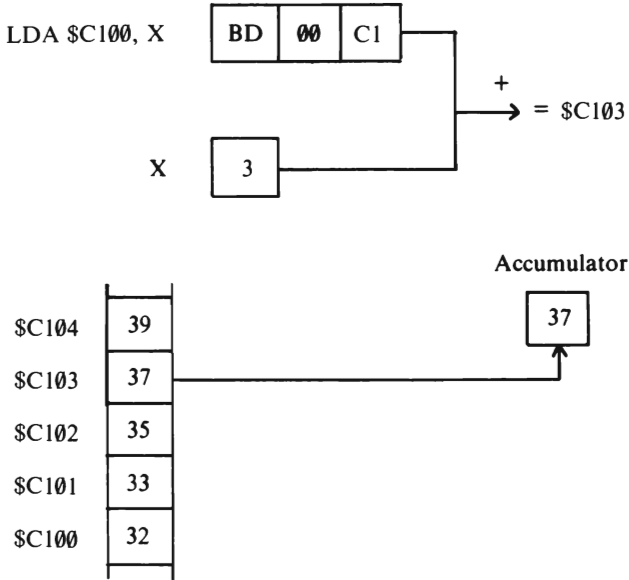 LDA $C100, X BD 00 C1
+
= $C103
X 3
Accumulator
37
$C104 39
$C103 37
$C102 35
$C101 33
$C100 32